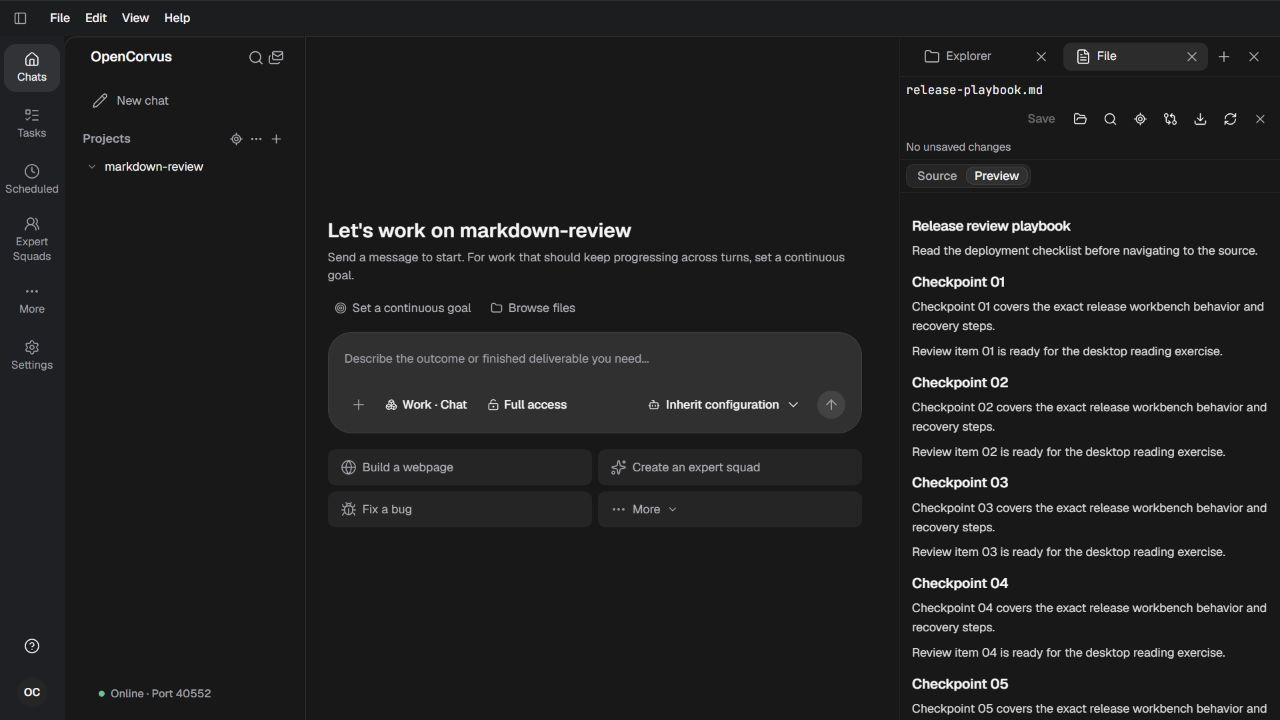 File Edit View Help
Chats
Tasks
Scheduled
Expert
Squads
More
Settings
OC
OpenCorvus
New chat
Projects
markdown-review
Online · Port 40552
Let's work on markdown-review
Send a message to start. For work that should keep progressing across turns, set a continuous
goal.
Set a continuous goal Browse files
Describe the outcome or finished deliverable you need...
Work · Chat Full access Inherit configuration
Build a webpage Create an expert squad
Fix a bug More
Explorer File
release-playbook.md
Save
No unsaved changes
Source Preview
Release review playbook
Read the deployment checklist before navigating to the source.
Checkpoint 01
Checkpoint 01 covers the exact release workbench behavior and
recovery steps.
Review item 01 is ready for the desktop reading exercise.
Checkpoint 02
Checkpoint 02 covers the exact release workbench behavior and
recovery steps.
Review item 02 is ready for the desktop reading exercise.
Checkpoint 03
Checkpoint 03 covers the exact release workbench behavior and
recovery steps.
Review item 03 is ready for the desktop reading exercise.
Checkpoint 04
Checkpoint 04 covers the exact release workbench behavior and
recovery steps.
Review item 04 is ready for the desktop reading exercise.
Checkpoint 05
Checkpoint 05 covers the exact release workbench behavior and